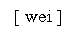 [ wei ]